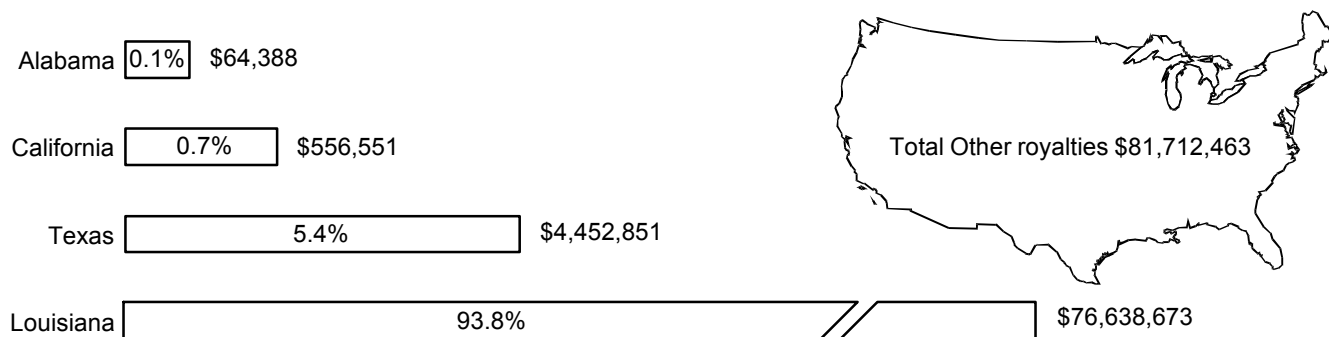 Alabama 0.1% $64,388
California 0.7% $556,551
Total Other royalties $81,712,463
Texas 5.4% $4,452,851
Louisiana 93.8% $76,638,673